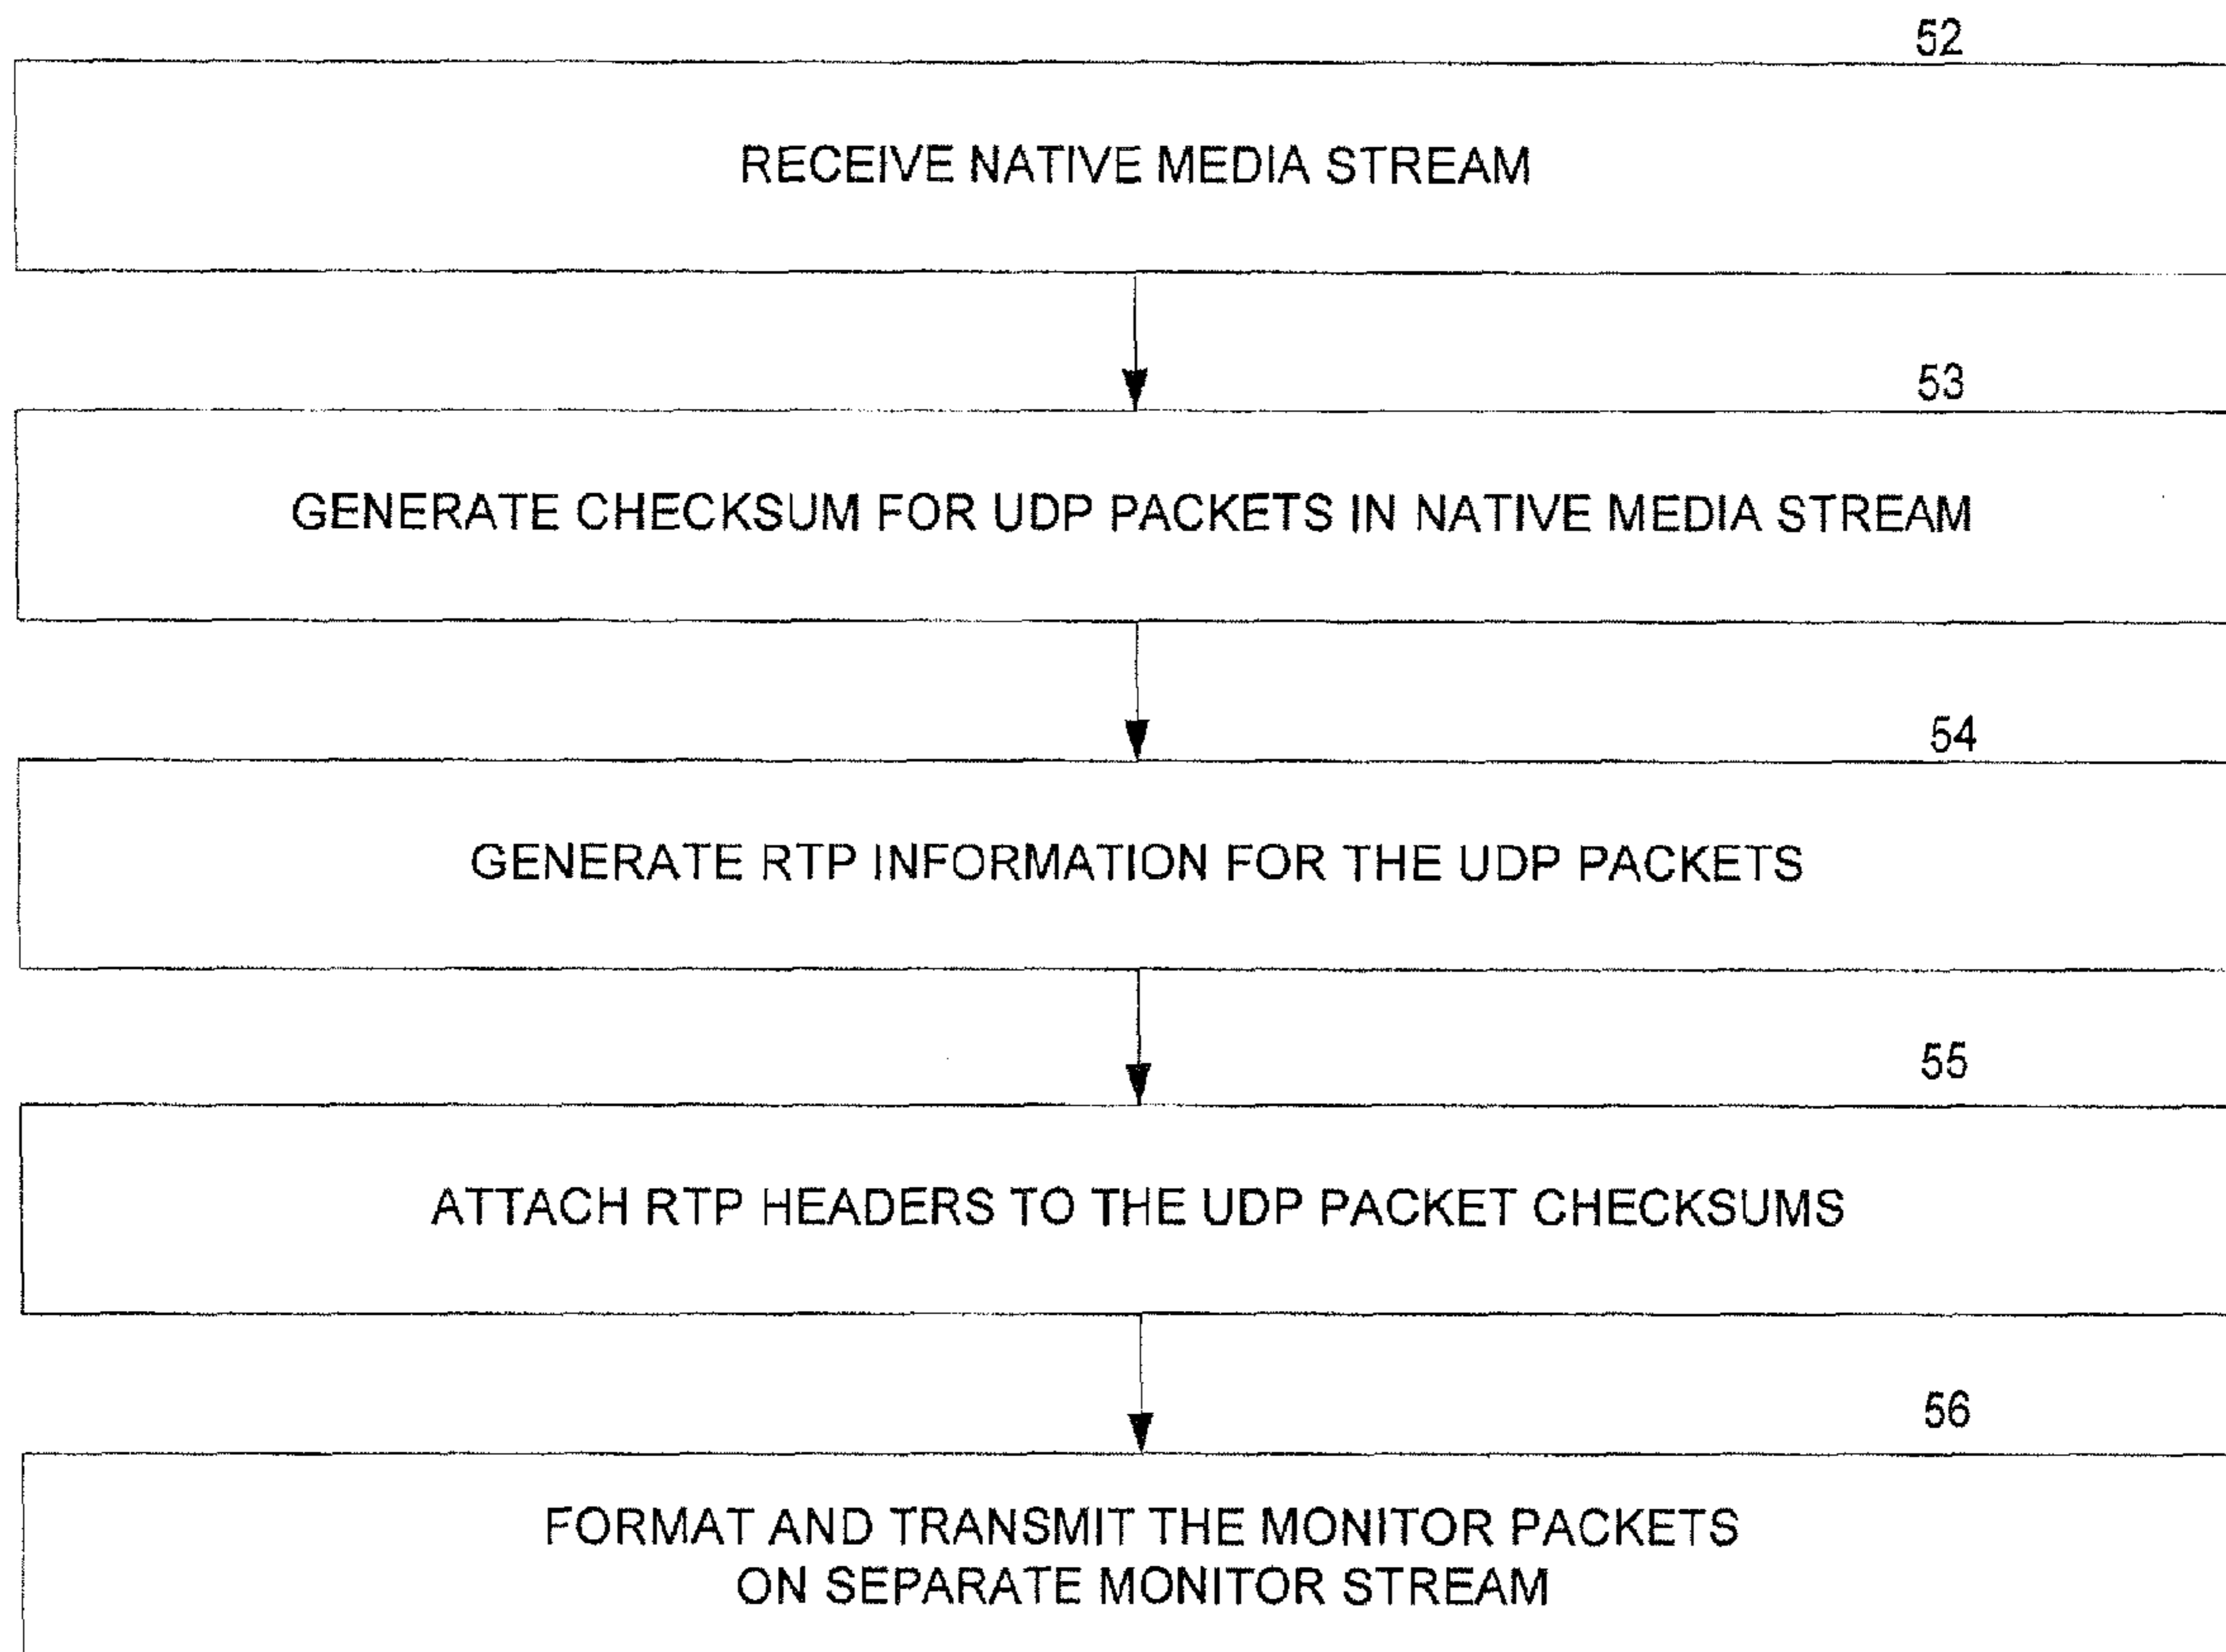 52
RECEIVE NATIVE MEDIA STREAM
53
GENERATE CHECKSUM FOR UDP PACKETS IN NATIVE MEDIA STREAM
54
GENERATE RTP INFORMATION FOR THE UDP PACKETS
55
ATTACH RTP HEADERS TO THE UDP PACKET CHECKSUMS
56
FORMAT AND TRANSMIT THE MONITOR PACKETS
ON SEPARATE MONITOR STREAM